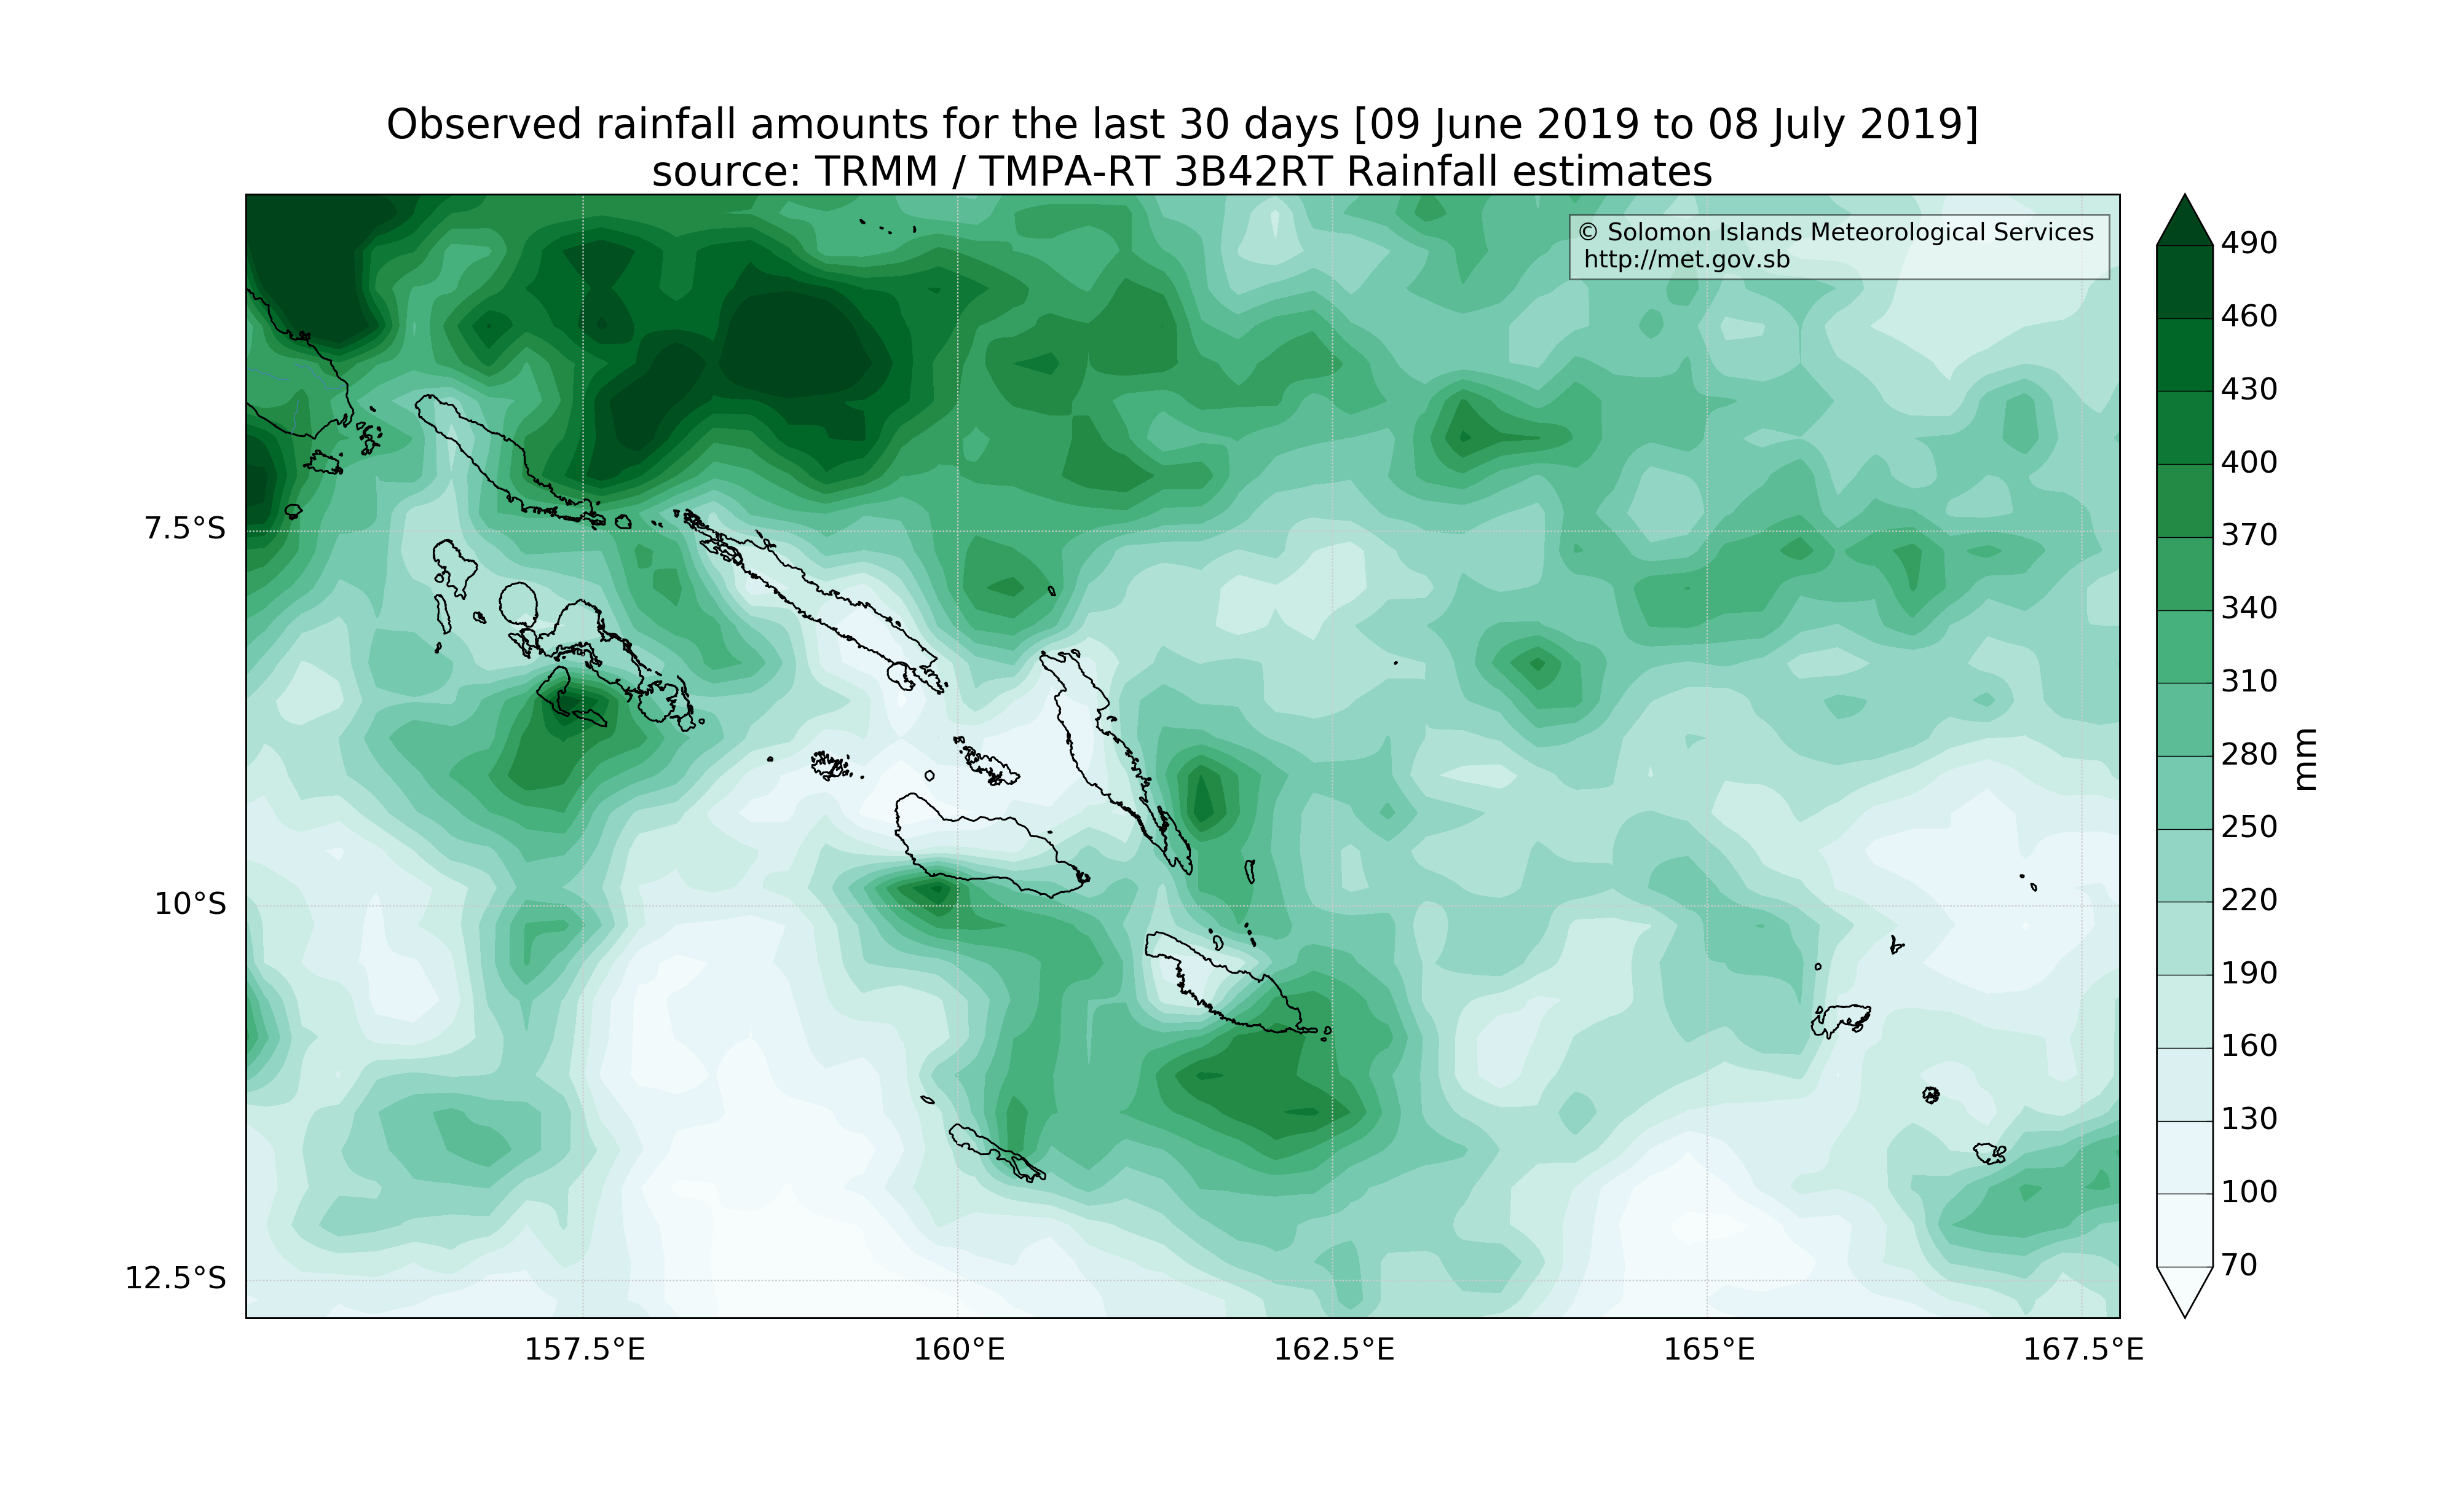 Observed rainfall amounts for the last 30 days [09 June 2019 to 08 July 2019]
source: TRMM / TMPA-RT 3B42RT Rainfall estimates
© Solomon Islands Meteorological Services
http://met.gov.sb
7.5°S
10°S
12.5°S
157.5°E
160°E
162.5°E
165°E
167.5°E
490
460
430
400
370
340
310
280
250
220
190
160
130
100
70
mm